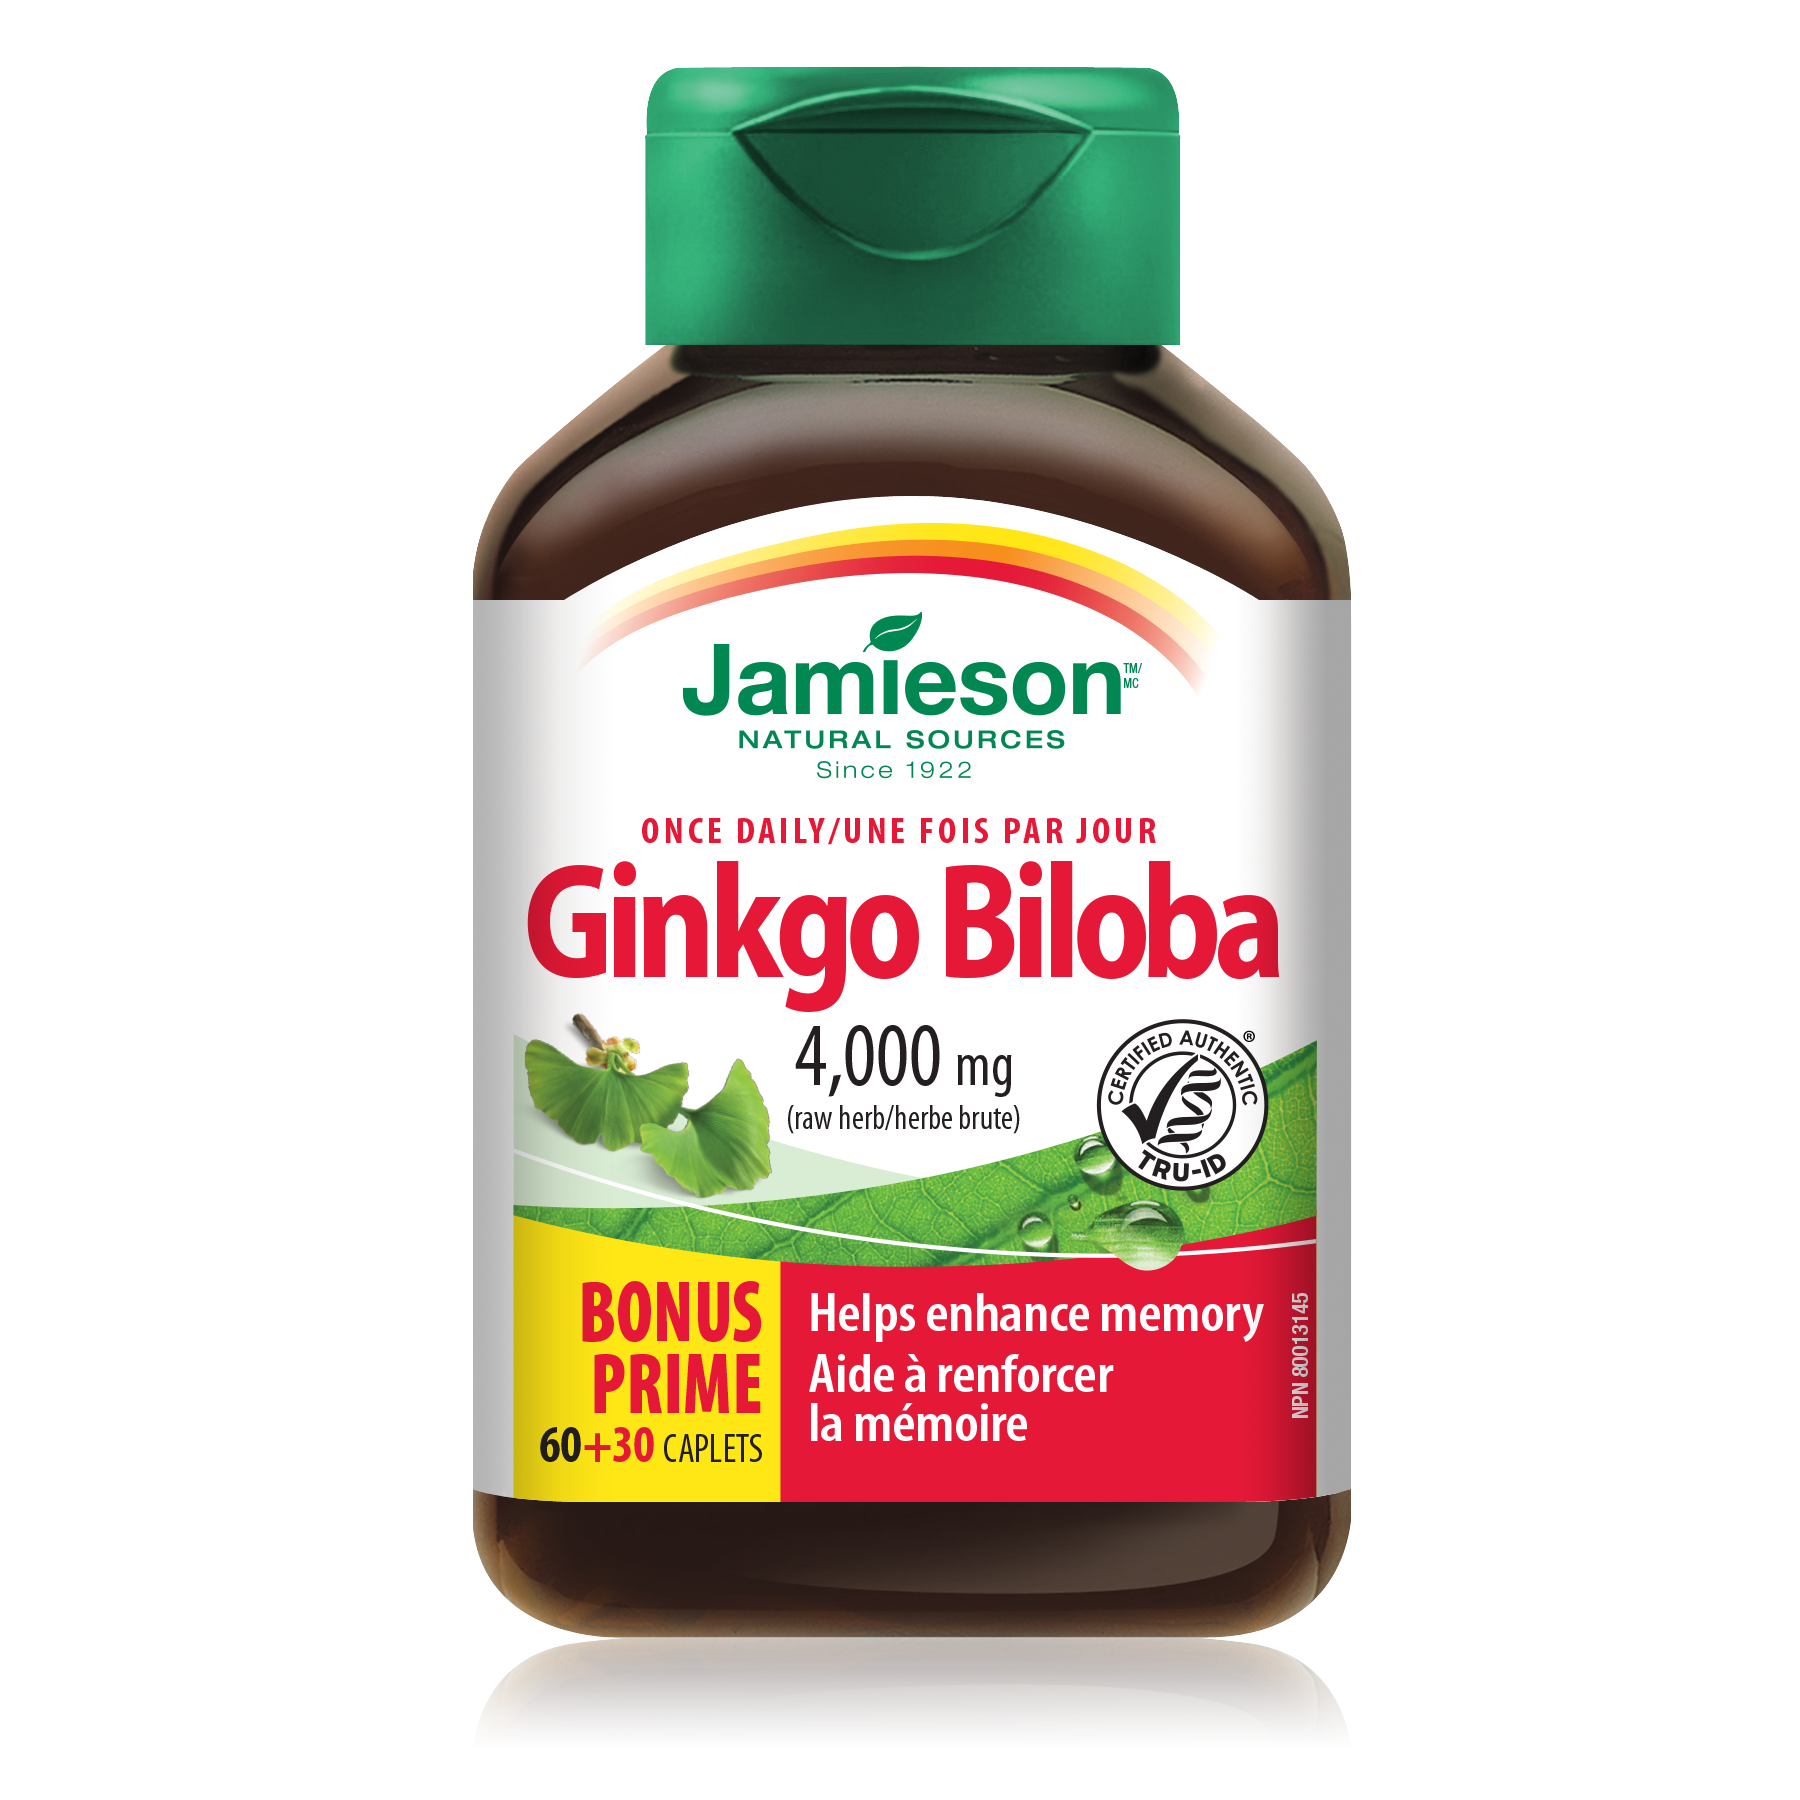 Jamieson TM/MC
NATURAL SOURCES
Since 1922
ONCE DAILY/UNE FOIS PAR JOUR
Ginkgo Biloba
4,000 mg
(raw herb/herbe brute)
CERTIFIED AUTHENTIC ®
TRU-ID
BONUS
PRIME
60+30 CAPLETS
Helps enhance memory
Aide à renforcer
la mémoire
NPN 80013145